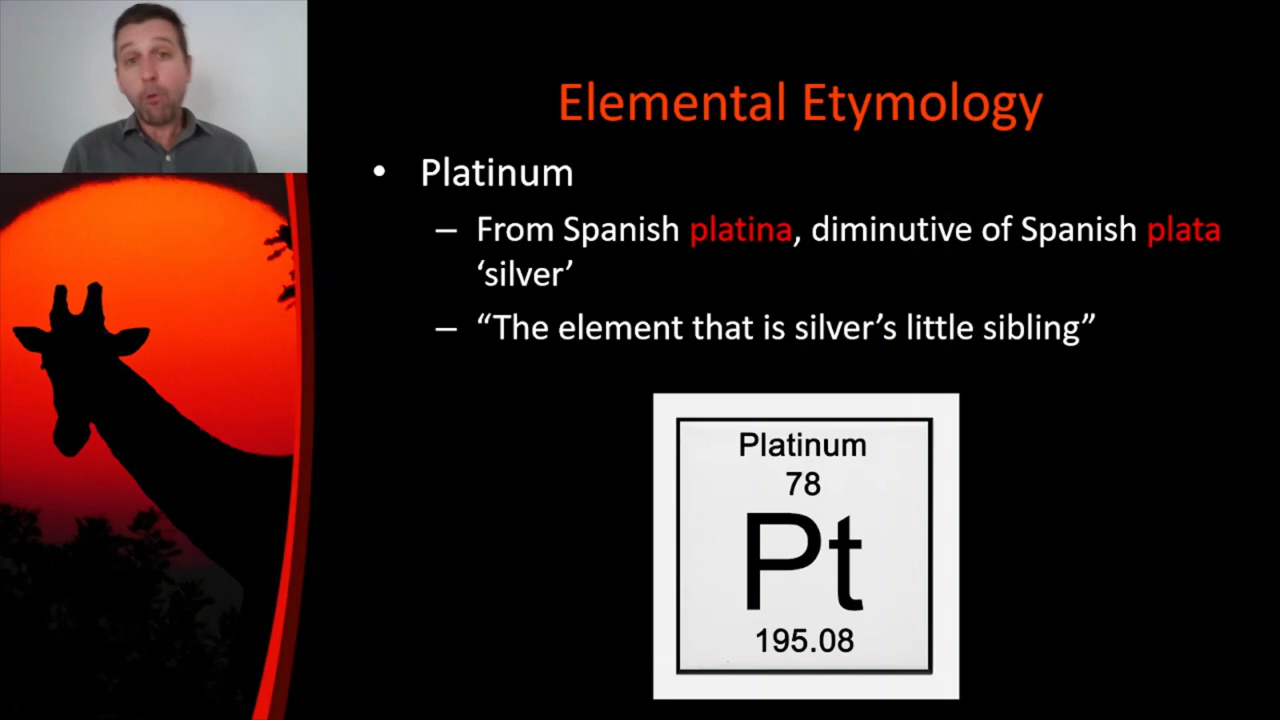 Elemental Etymology
• Platinum
– From Spanish platina, diminutive of Spanish plata
‘silver’
– “The element that is silver’s little sibling”
Platinum
78
Pt
195.08